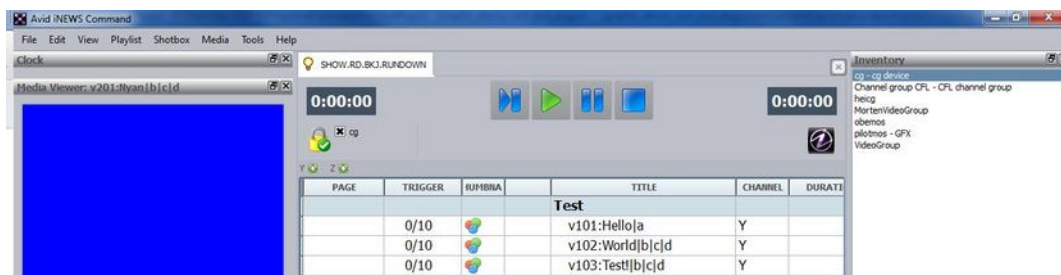 Avid iNEWS Command
File Edit View Playlist Shotbox Media Tools Help
Clock
Media Viewer: v201:Nyan|b|c|d
SHOW.RD.BKJ.RUNDOWN
0:00:00
0:00:00
cg
Y Z
PAGE TRIGGER HUMBNA TITLE CHANNEL DURATI
Test
0/10 v101:Hello|a Y
0/10 v102:World|b|c|d Y
0/10 v103:Test!|b|c|d Y
Inventory
cg - cg device
Channel group CFL - CFL channel group
heicg
MortenVideoGroup
obemos
pilotmos - GFX
VideoGroup